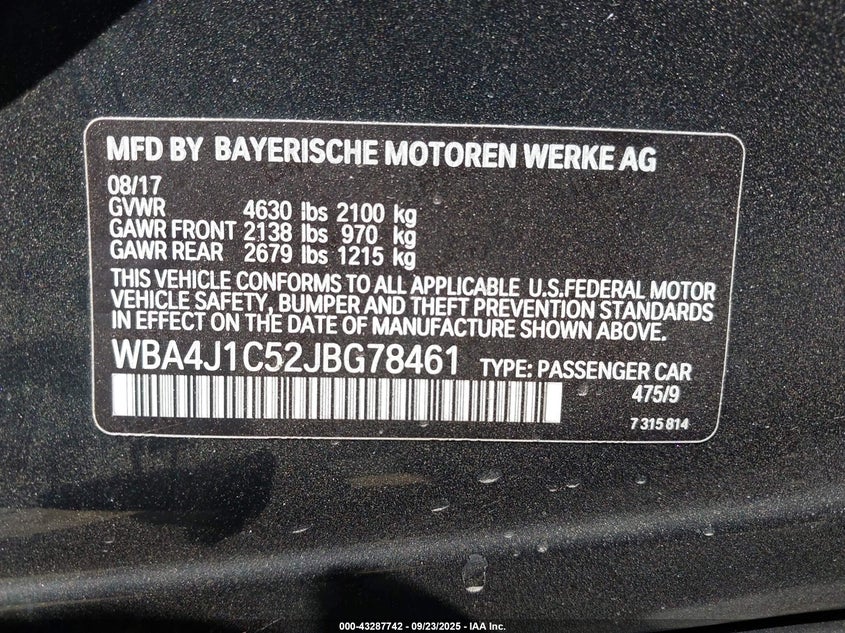 MFD BY BAYERISCHE MOTOREN WERKE AG
08/17
GVWR 4630 lbs 2100 kg
GAWR FRONT 2138 lbs 970 kg
GAWR REAR 2679 lbs 1215 kg
THIS VEHICLE CONFORMS TO ALL APPLICABLE U.S.FEDERAL MOTOR
VEHICLE SAFETY, BUMPER AND THEFT PREVENTION STANDARDS
IN EFFECT ON THE DATE OF MANUFACTURE SHOWN ABOVE.
WBA4J1C52JBG78461 TYPE: PASSENGER CAR
475/9
7 315 814
000-43287742 - 09/23/2025 - IAA Inc.